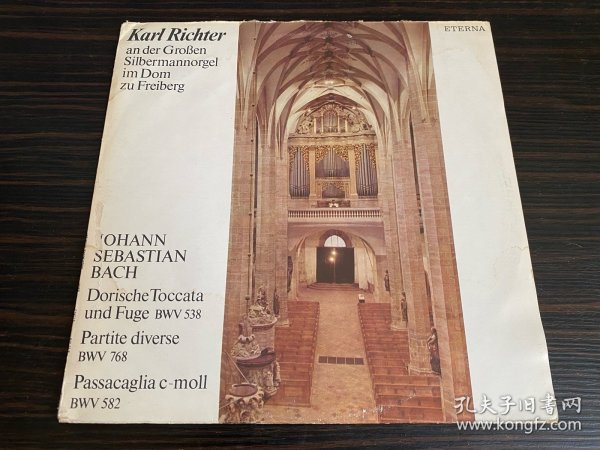 Karl Richter
an der Großen
Silbermannorgel
im Dom
zu Freiberg
ETERNA
JOHANN
SEBASTIAN
BACH
Dorische Toccata
und Fuge BWV 538
Partite diverse
BWV 768
Passacaglia c-moll
BWV 582
孔夫子旧书网
www.kongfz.com